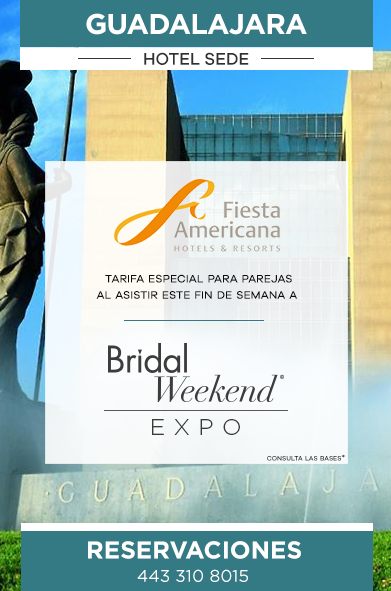 GUADALAJARA
HOTEL SEDE
Fiesta
Americana
HOTELS & RESORTS
TARIFA ESPECIAL PARA PAREJAS
AL ASISTIR ESTE FIN DE SEMANA A
Bridal
Weekend®
EXPO
CONSULTA LAS BASES*
GUADALAJA
RESERVACIONES
443 310 8015